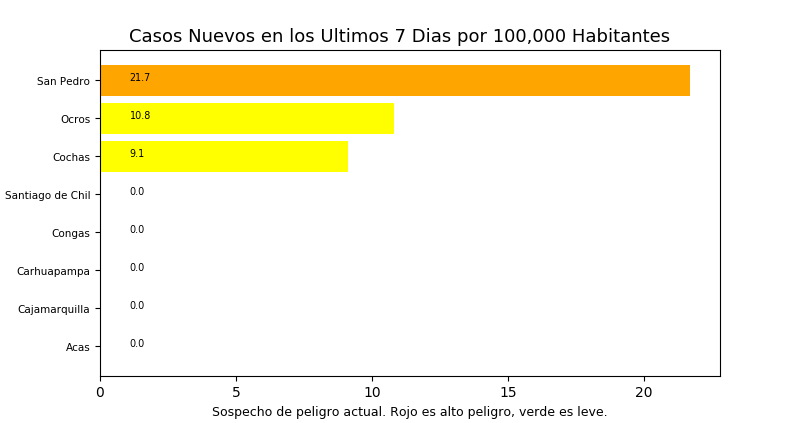 Casos Nuevos en los Ultimos 7 Dias por 100,000 Habitantes
San Pedro 21.7
Ocros 10.8
Cochas 9.1
Santiago de Chil 0.0
Congas 0.0
Carhuapampa 0.0
Cajamarquilla 0.0
Acas 0.0
0 5 10 15 20
Sospecho de peligro actual. Rojo es alto peligro, verde es leve.